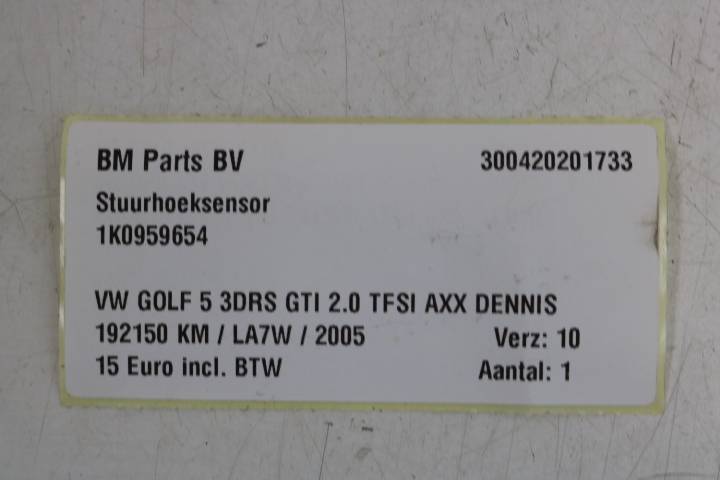 BM Parts BV 300420201733
Stuurhoeksensor
1K0959654
VW GOLF 5 3DRS GTI 2.0 TFSI AXX DENNIS
192150 KM / LA7W / 2005 Verz: 10
15 Euro incl. BTW Aantal: 1